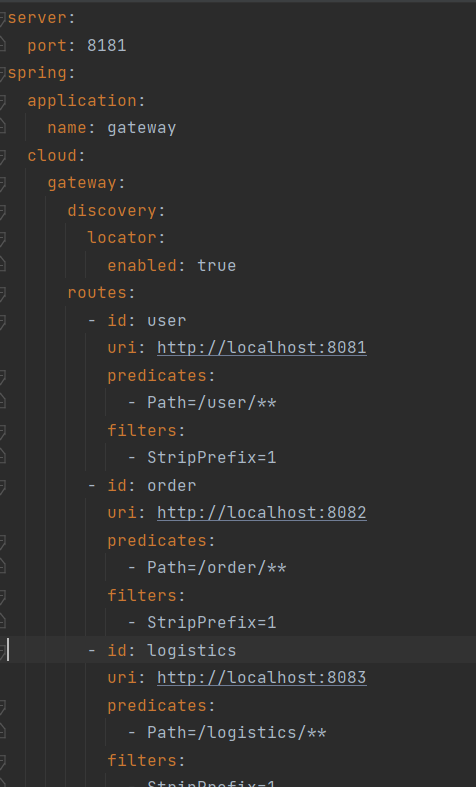 server:
  port: 8181
spring:
  application:
    name: gateway
  cloud:
    gateway:
      discovery:
        locator:
          enabled: true
      routes:
        - id: user
          uri: http://localhost:8081
          predicates:
            - Path=/user/**
          filters:
            - StripPrefix=1
        - id: order
          uri: http://localhost:8082
          predicates:
            - Path=/order/**
          filters:
            - StripPrefix=1
        - id: logistics
          uri: http://localhost:8083
          predicates:
            - Path=/logistics/**
          filters:
            - StripPrefix=1